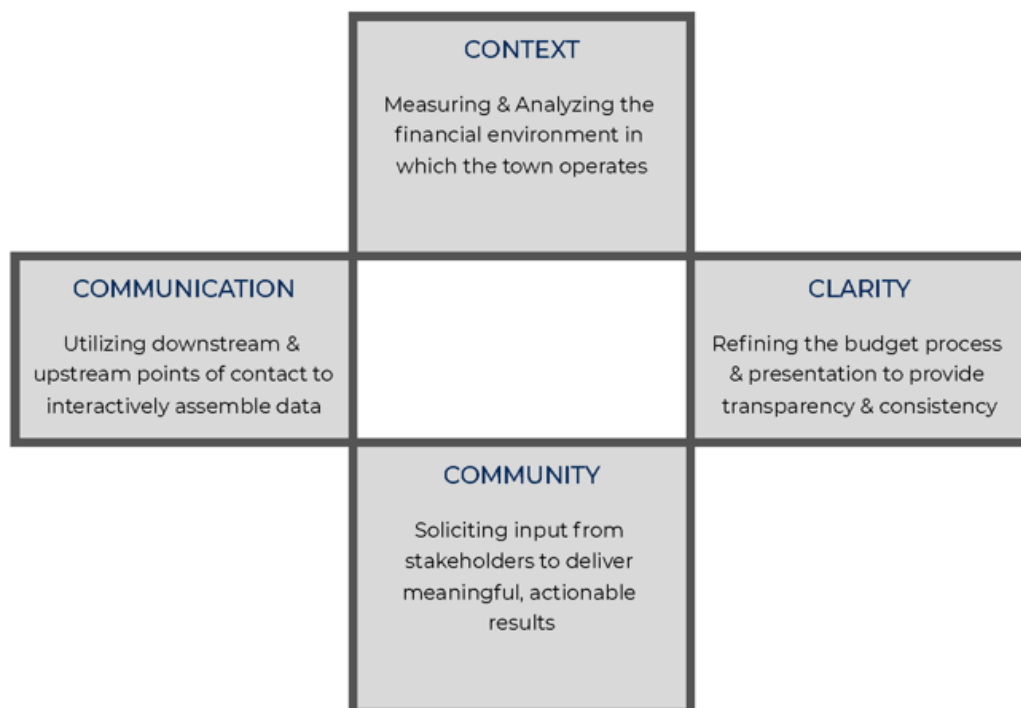 CONTEXT
Measuring & Analyzing the
financial environment in
which the town operates
COMMUNICATION
Utilizing downstream &
upstream points of contact to
interactively assemble data
CLARITY
Refining the budget process
& presentation to provide
transparency & consistency
COMMUNITY
Soliciting input from
stakeholders to deliver
meaningful, actionable
results